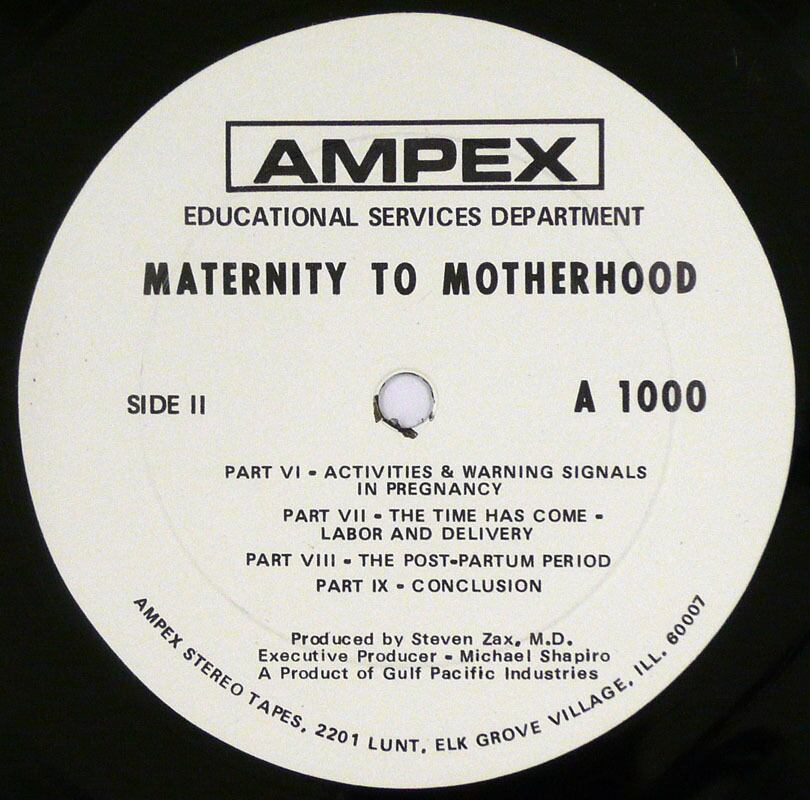 AMPEX
EDUCATIONAL SERVICES DEPARTMENT
MATERNITY TO MOTHERHOOD
SIDE II
A 1000
PART VI - ACTIVITIES & WARNING SIGNALS
IN PREGNANCY
PART VII - THE TIME HAS COME -
LABOR AND DELIVERY
PART VIII - THE POST-PARTUM PERIOD
PART IX - CONCLUSION
Produced by Steven Zax, M.D.
Executive Producer - Michael Shapiro
A Product of Gulf Pacific Industries
AMPEX STEREO TAPES, 2201 LUNT, ELK GROVE VILLAGE, ILL. 60007